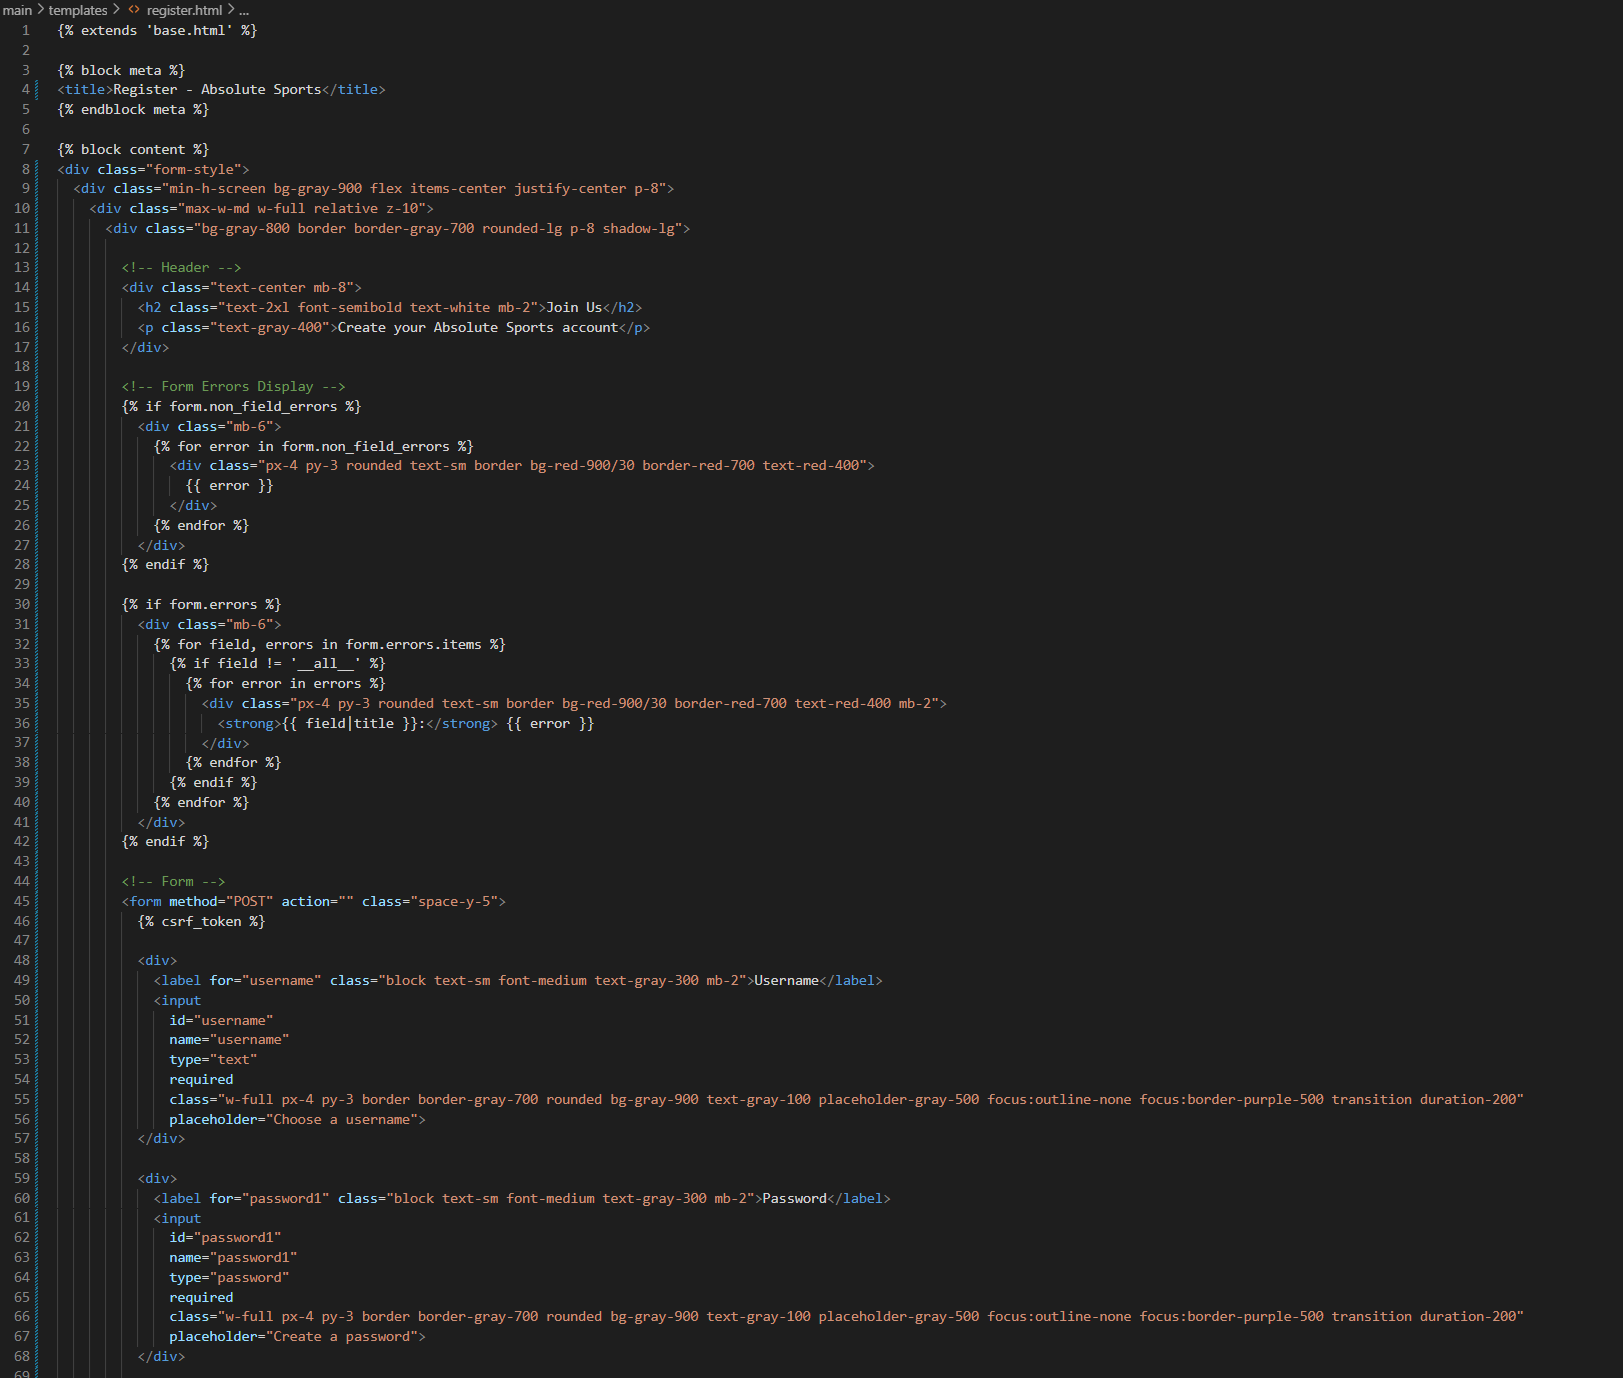 main > templates > <> register.html > ...
1 {% extends 'base.html' %}
2
3 {% block meta %}
4 <title>Register - Absolute Sports</title>
5 {% endblock meta %}
6
7 {% block content %}
8 <div class="form-style">
9 <div class="min-h-screen bg-gray-900 flex items-center justify-center p-8">
10 <div class="max-w-md w-full relative z-10">
11 <div class="bg-gray-800 border border-gray-700 rounded-lg p-8 shadow-lg">
12
13 <!-- Header -->
14 <div class="text-center mb-8">
15 <h2 class="text-2xl font-semibold text-white mb-2">Join Us</h2>
16 <p class="text-gray-400">Create your Absolute Sports account</p>
17 </div>
18
19 <!-- Form Errors Display -->
20 {% if form.non_field_errors %}
21 <div class="mb-6">
22 {% for error in form.non_field_errors %}
23 <div class="px-4 py-3 rounded text-sm border bg-red-900/30 border-red-700 text-red-400">
24 {{ error }}
25 </div>
26 {% endfor %}
27 </div>
28 {% endif %}
29
30 {% if form.errors %}
31 <div class="mb-6">
32 {% for field, errors in form.errors.items %}
33 {% if field != '__all__' %}
34 {% for error in errors %}
35 <div class="px-4 py-3 rounded text-sm border bg-red-900/30 border-red-700 text-red-400 mb-2">
36 <strong>{{ field|title }}:</strong> {{ error }}
37 </div>
38 {% endfor %}
39 {% endif %}
40 {% endfor %}
41 </div>
42 {% endif %}
43
44 <!-- Form -->
45 <form method="POST" action="" class="space-y-5">
46 {% csrf_token %}
47
48 <div>
49 <label for="username" class="block text-sm font-medium text-gray-300 mb-2">Username</label>
50 <input
51 id="username"
52 name="username"
53 type="text"
54 required
55 class="w-full px-4 py-3 border border-gray-700 rounded bg-gray-900 text-gray-100 placeholder-gray-500 focus:outline-none focus:border-purple-500 transition duration-200"
56 placeholder="Choose a username">
57 </div>
58
59 <div>
60 <label for="password1" class="block text-sm font-medium text-gray-300 mb-2">Password</label>
61 <input
62 id="password1"
63 name="password1"
64 type="password"
65 required
66 class="w-full px-4 py-3 border border-gray-700 rounded bg-gray-900 text-gray-100 placeholder-gray-500 focus:outline-none focus:border-purple-500 transition duration-200"
67 placeholder="Create a password">
68 </div>
69